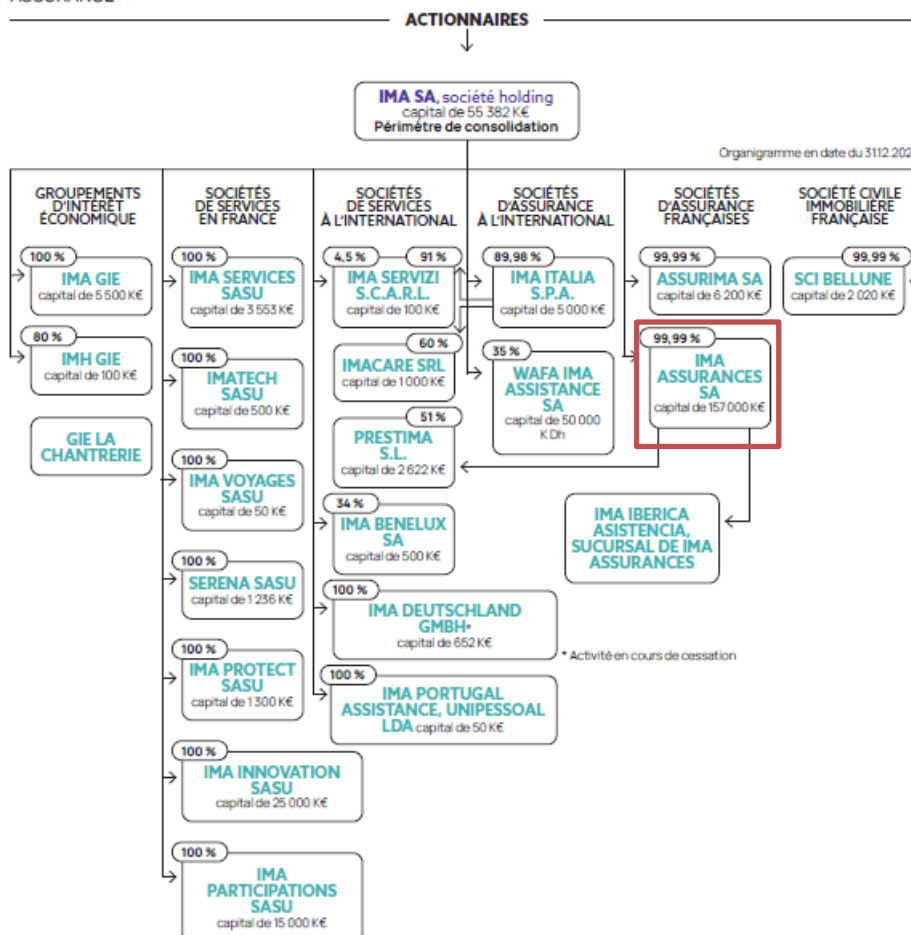 ACTIONNAIRES
IMA SA, société holding
capital de 55 382 K€
Périmètre de consolidation
Organigramme en date du 31.12.202
GROUPEMENTS
D'INTÉRÊT
ÉCONOMIQUE
100 %
IMA GIE
capital de 5 500 K€
80 %
IMH GIE
capital de 100 K€
GIE LA
CHANTRERIE
SOCIÉTÉS
DE SERVICES
EN FRANCE
100 %
IMA SERVICES
SASU
capital de 3 553 K€
100 %
IMATECH
SASU
capital de 500 K€
100 %
IMA VOYAGES
SASU
capital de 50 K€
100 %
SERENA SASU
capital de 1 236 K€
100 %
IMA PROTECT
SASU
capital de 1 300 K€
100 %
IMA INNOVATION
SASU
capital de 25 000 K€
100 %
IMA
PARTICIPATIONS
SASU
capital de 15 000 K€
SOCIÉTÉS
DE SERVICES
À L'INTERNATIONAL
4,5 % 91 %
IMA SERVIZI
S.C.A.R.L.
capital de 100 K€
60 %
IMACARE SRL
capital de 1 000 K€
51 %
PRESTIMA
S.L.
capital de 2 622 K€
34 %
IMA BENELUX
SA
capital de 500 K€
100 %
IMA DEUTSCHLAND
GMBH*
capital de 652 K€
* Activité en cours de cessation
100 %
IMA PORTUGAL
ASSISTANCE, UNIPESSOAL
LDA capital de 50 K€
SOCIÉTÉS
D'ASSURANCE
À L'INTERNATIONAL
89,98 %
IMA ITALIA
S.P.A.
capital de 5 000 K€
35 %
WAFA IMA
ASSISTANCE
SA
capital de 50 000
K Dh
SOCIÉTÉS
D'ASSURANCE
FRANÇAISES
99,99 %
ASSURIMA SA
capital de 6 200 K€
99,99 %
IMA
ASSURANCES
SA
capital de 157 000 K€
IMA IBERICA
ASISTENCIA,
SUCURSAL DE IMA
ASSURANCES
SOCIÉTÉ CIVILE
IMMOBILIÈRE
FRANÇAISE
99,99 %
SCI BELLUNE
capital de 2 020 K€